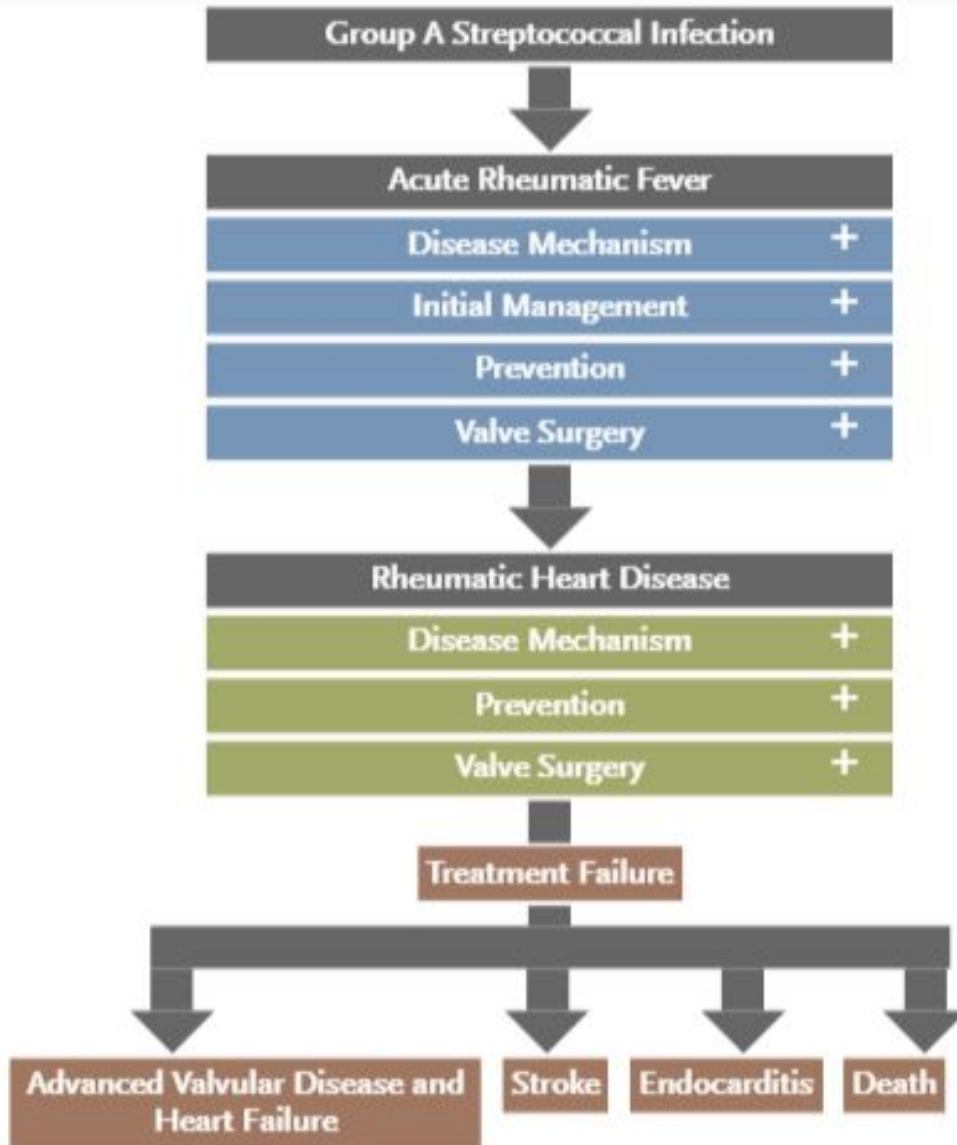 Group A Streptococcal Infection
Acute Rheumatic Fever
Disease Mechanism +
Initial Management +
Prevention +
Valve Surgery +
Rheumatic Heart Disease
Disease Mechanism +
Prevention +
Valve Surgery +
Treatment Failure
Advanced Valvular Disease and
Heart Failure
Stroke
Endocarditis
Death